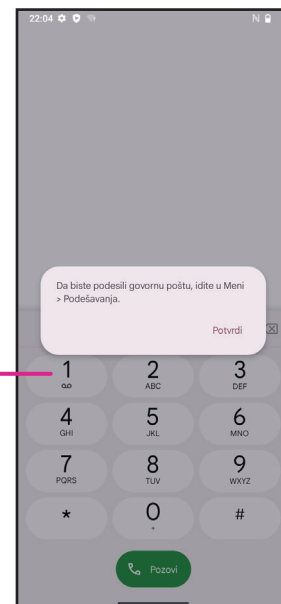 22:04
Da biste podesili govornu poštu, idite u Meni
> Podešavanja.
Potvrdi
1
2
ABC
3
DEF
4
GHI
5
JKL
6
MNO
7
PQRS
8
TUV
9
WXYZ
*
0
+
#
Pozovi